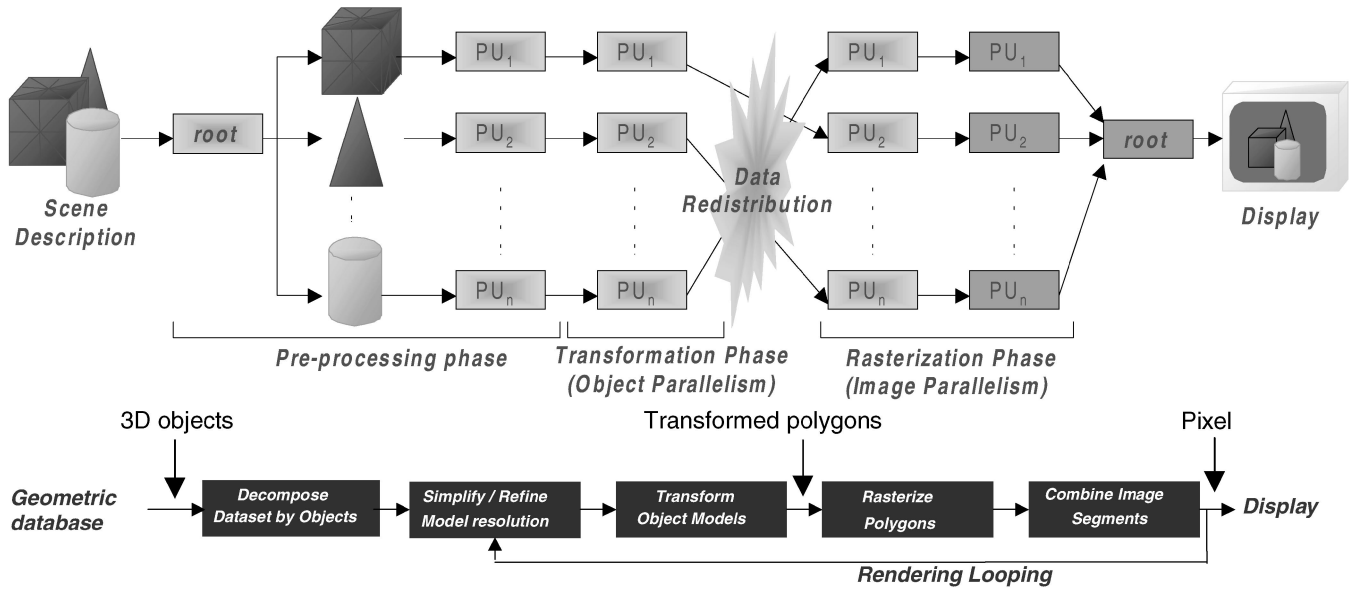 PU1 PU1 PU1 PU1
root PU2 PU2 PU2 PU2 root
Data
Redistribution
Scene
Description
Display
PUn PUn PUn PUn
Pre-processing phase
Transformation Phase
(Object Parallelism)
Rasterization Phase
(Image Parallelism)
3D objects
Transformed polygons
Pixel
Geometric
database
Decompose
Dataset by Objects
Simplify / Refine
Model resolution
Transform
Object Models
Rasterize
Polygons
Combine Image
Segments
Display
Rendering Looping